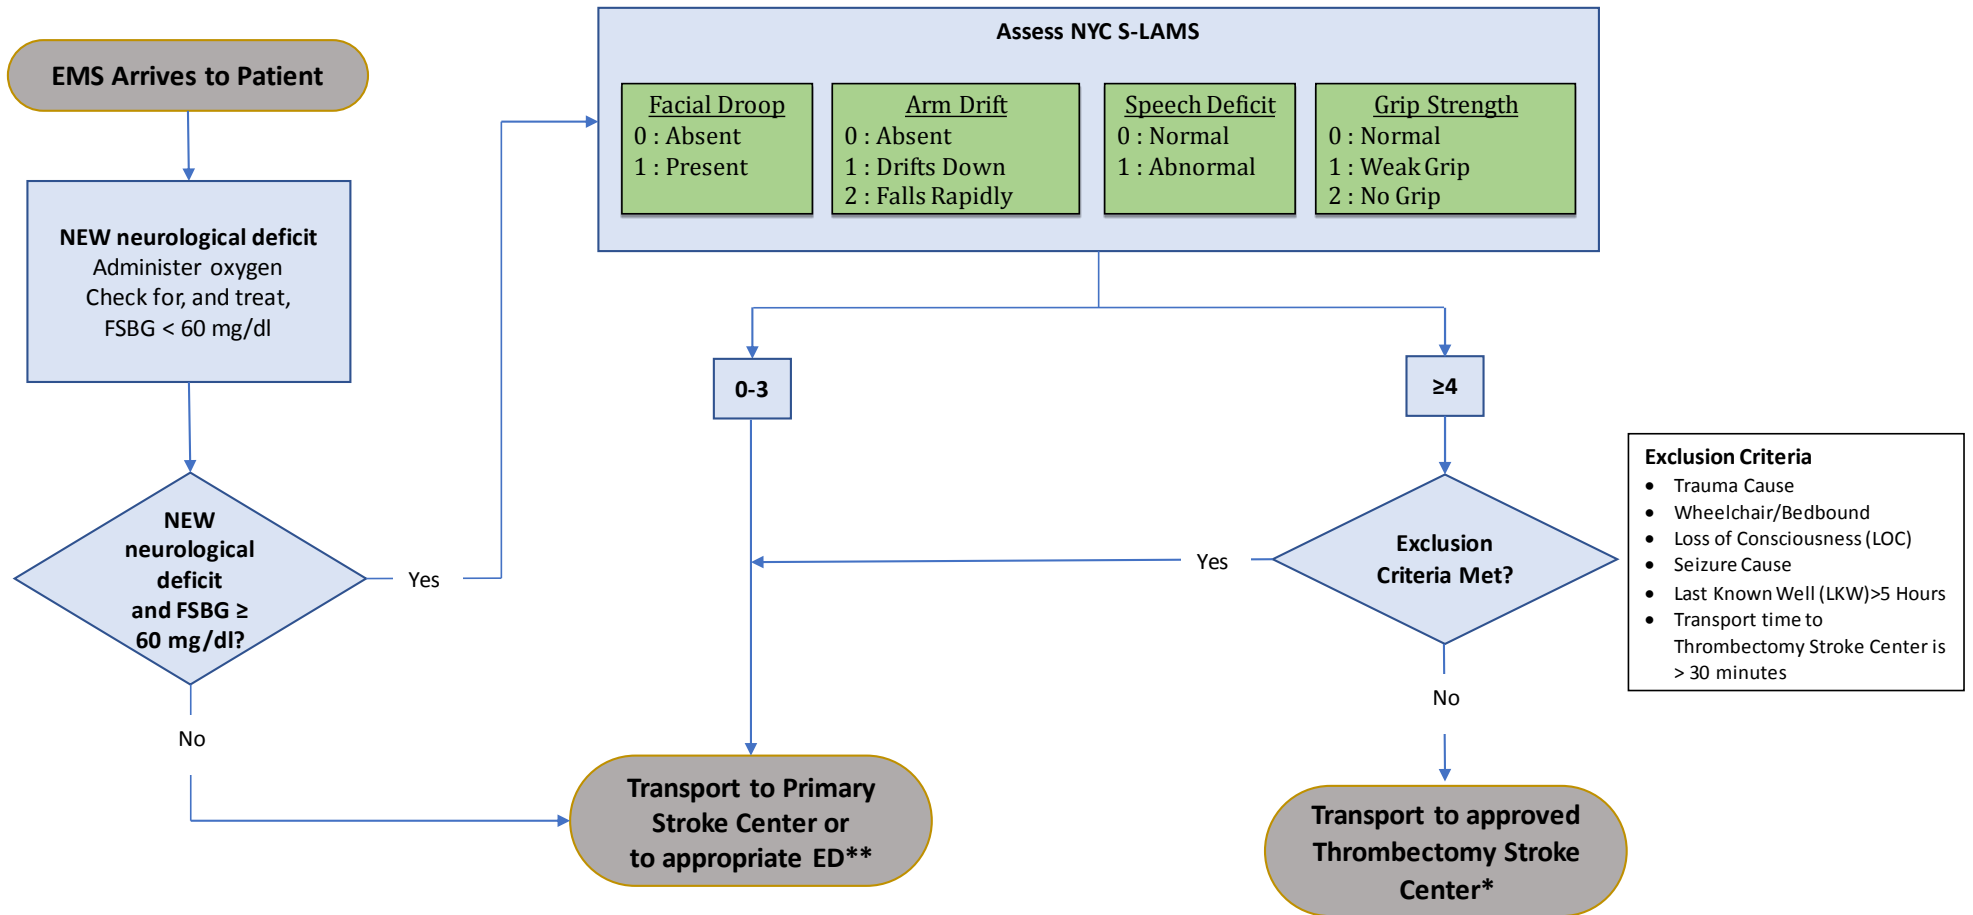 EMS Arrives to Patient
NEW neurological deficit
Administer oxygen
Check for, and treat,
FSBG < 60 mg/dl
NEW
neurological
deficit
and FSBG ≥
60 mg/dl?
Yes
No
Assess NYC S-LAMS
Facial Droop
0 : Absent
1 : Present
Arm Drift
0 : Absent
1 : Drifts Down
2 : Falls Rapidly
Speech Deficit
0 : Normal
1 : Abnormal
Grip Strength
0 : Normal
1 : Weak Grip
2 : No Grip
0-3
≥4
Exclusion
Criteria Met?
Yes
No
Exclusion Criteria
• Trauma Cause
• Wheelchair/Bedbound
• Loss of Consciousness (LOC)
• Seizure Cause
• Last Known Well (LKW)>5 Hours
• Transport time to
Thrombectomy Stroke Center is
> 30 minutes
Transport to Primary
Stroke Center or
to appropriate ED**
Transport to approved
Thrombectomy Stroke
Center*